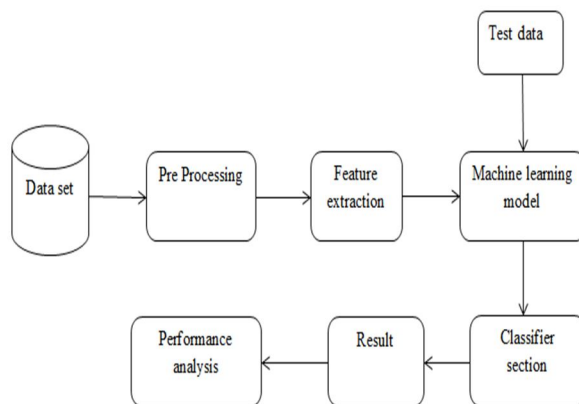 Test data
Data set
Pre Processing
Feature
extraction
Machine learning
model
Performance
analysis
Result
Classifier
section